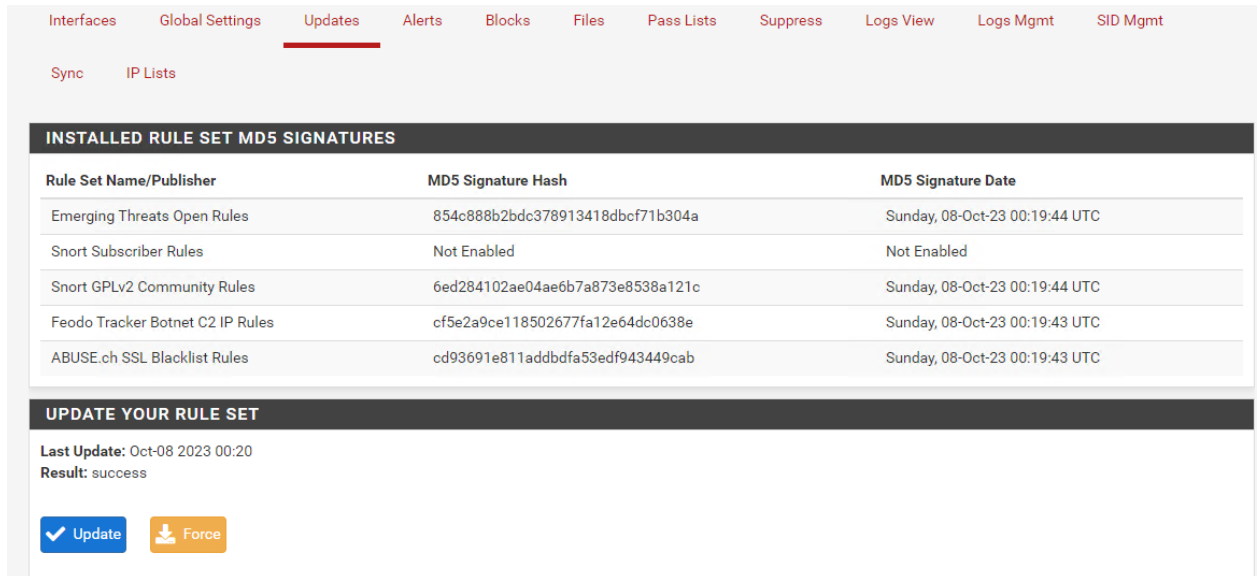 Interfaces Global Settings Updates Alerts Blocks Files Pass Lists Suppress Logs View Logs Mgmt SID Mgmt
Sync IP Lists
INSTALLED RULE SET MD5 SIGNATURES
Rule Set Name/Publisher MD5 Signature Hash MD5 Signature Date
Emerging Threats Open Rules 854c888b2bdc378913418dbcf71b304a Sunday, 08-Oct-23 00:19:44 UTC
Snort Subscriber Rules Not Enabled Not Enabled
Snort GPLv2 Community Rules 6ed284102ae04ae6b7a873e8538a121c Sunday, 08-Oct-23 00:19:44 UTC
Feodo Tracker Botnet C2 IP Rules cf5e2a9ce118502677fa12e64dc0638e Sunday, 08-Oct-23 00:19:43 UTC
ABUSE.ch SSL Blacklist Rules cd93691e811addbdfa53edf943449cab Sunday, 08-Oct-23 00:19:43 UTC
UPDATE YOUR RULE SET
Last Update: Oct-08 2023 00:20
Result: success
Update Force